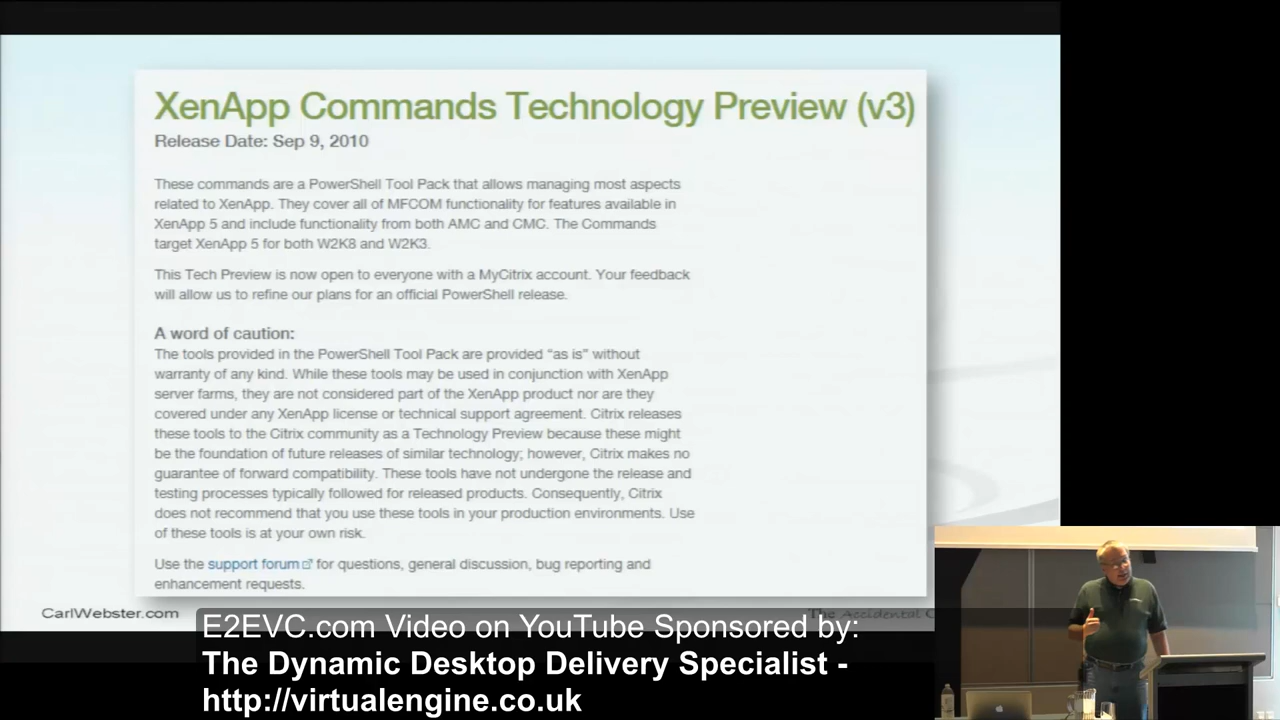 XenApp Commands Technology Preview (v3)
Release Date: Sep 9, 2010
These commands are a PowerShell Tool Pack that allows managing most aspects
related to XenApp. They cover all of MFCOM functionality for features available in
XenApp 5 and include functionality from both AMC and CMC. The Commands
target XenApp 5 for both W2K8 and W2K3.
This Tech Preview is now open to everyone with a MyCitrix account. Your feedback
will allow us to refine our plans for an official PowerShell release.
A word of caution:
The tools provided in the PowerShell Tool Pack are provided “as is” without
warranty of any kind. While these tools may be used in conjunction with XenApp
server farms, they are not considered part of the XenApp product nor are they
covered under any XenApp license or technical support agreement. Citrix releases
these tools to the Citrix community as a Technology Preview because these might
be the foundation of future releases of similar technology; however, Citrix makes no
guarantee of forward compatibility. These tools have not undergone the release and
testing processes typically followed for released products. Consequently, Citrix
does not recommend that you use these tools in your production environments. Use
of these tools is at your own risk.
Use the support forum for questions, general discussion, bug reporting and
enhancement requests.
CarlWebster.com
The Accidental C
E2EVC.com Video on YouTube Sponsored by:
The Dynamic Desktop Delivery Specialist -
http://virtualengine.co.uk